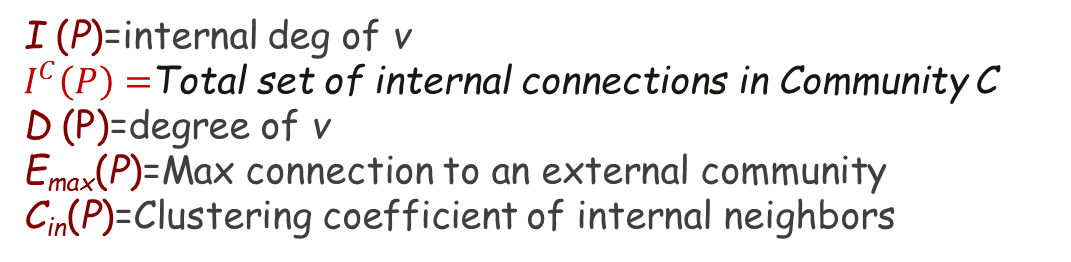 I (P)=internal deg of v
I^C (P) =Total set of internal connections in Community C
D (P)=degree of v
E_max(P)=Max connection to an external community
C_in(P)=Clustering coefficient of internal neighbors